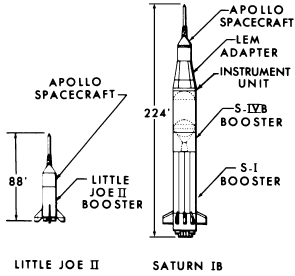 APOLLO
SPACECRAFT
88'
LITTLE
JOE II
BOOSTER
LITTLE JOE II
224'
APOLLO
SPACECRAFT
LEM
ADAPTER
INSTRUMENT
UNIT
S-IVB
BOOSTER
S-I
BOOSTER
SATURN IB